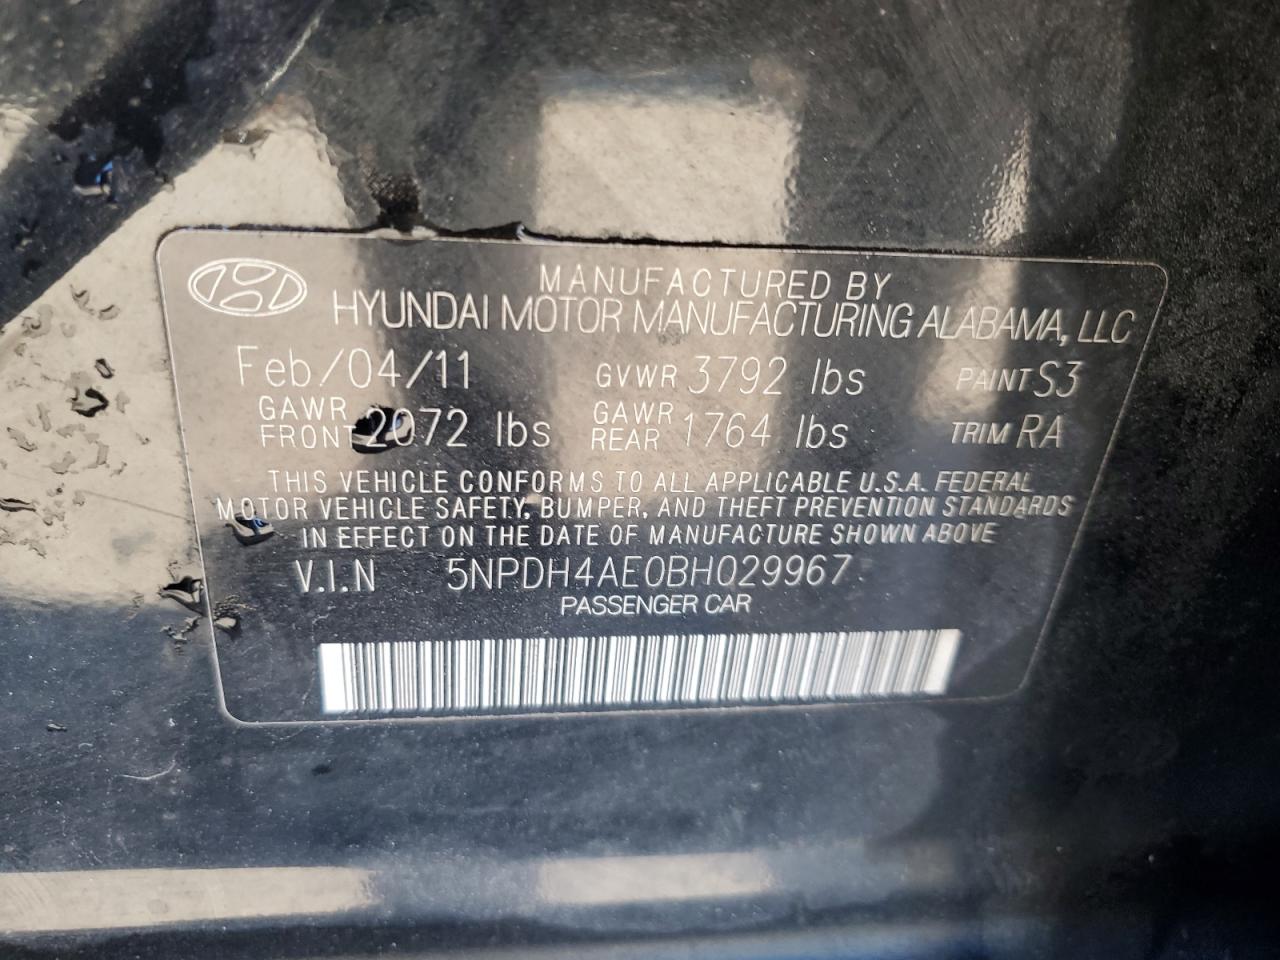 MANUFACTURED BY
HYUNDAI MOTOR MANUFACTURING ALABAMA, LLC
Feb/04/11 GVWR 3792 lbs PAINT S3
GAWR FRONT 2072 lbs GAWR REAR 1764 lbs TRIM RA
THIS VEHICLE CONFORMS TO ALL APPLICABLE U.S.A. FEDERAL
MOTOR VEHICLE SAFETY, BUMPER, AND THEFT PREVENTION STANDARDS
IN EFFECT ON THE DATE OF MANUFACTURE SHOWN ABOVE
V.I.N 5NPDH4AE0BH029967
PASSENGER CAR